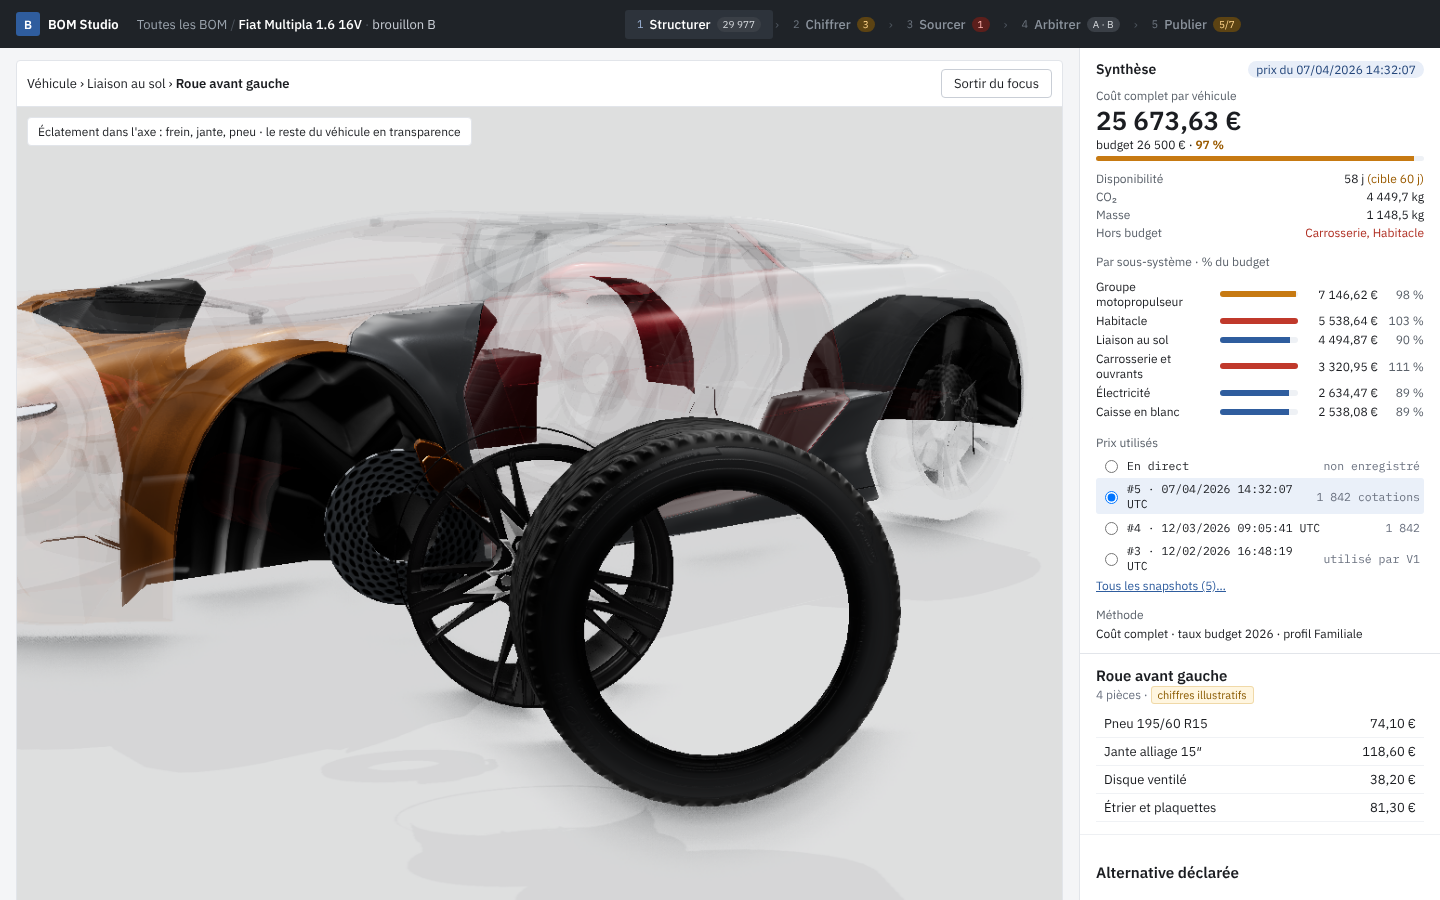 B BOM Studio Toutes les BOM / Fiat Multipla 1.6 16V · brouillon B 1 Structurer 29 977 › 2 Chiffrer 3 › 3 Sourcer 1 › 4 Arbitrer A · B › 5 Publier 5/7
Véhicule › Liaison au sol › Roue avant gauche Sortir du focus
Éclatement dans l'axe : frein, jante, pneu · le reste du véhicule en transparence
Synthèse prix du 07/04/2026 14:32:07
Coût complet par véhicule
25 673,63 €
budget 26 500 € · 97 %
Disponibilité 58 j (cible 60 j)
CO₂ 4 449,7 kg
Masse 1 148,5 kg
Hors budget Carrosserie, Habitacle
Par sous-système · % du budget
Groupe
motopropulseur 7 146,62 € 98 %
Habitacle 5 538,64 € 103 %
Liaison au sol 4 494,87 € 90 %
Carrosserie et
ouvrants 3 320,95 € 111 %
Électricité 2 634,47 € 89 %
Caisse en blanc 2 538,08 € 89 %
Prix utilisés
En direct non enregistré
#5 · 07/04/2026 14:32:07
UTC 1 842 cotations
#4 · 12/03/2026 09:05:41 UTC 1 842
#3 · 12/02/2026 16:48:19
UTC utilisé par V1
Tous les snapshots (5)…
Méthode
Coût complet · taux budget 2026 · profil Familiale
Roue avant gauche
4 pièces · chiffres illustratifs
Pneu 195/60 R15 74,10 €
Jante alliage 15″ 118,60 €
Disque ventilé 38,20 €
Étrier et plaquettes 81,30 €
Alternative déclarée